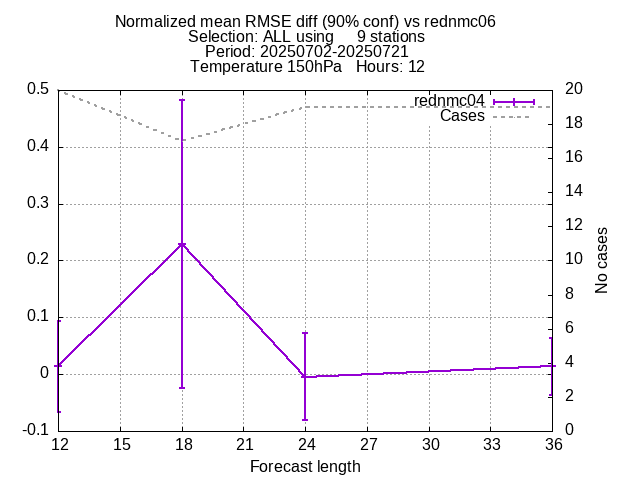 Normalized mean RMSE diff (90% conf) vs rednmc06
Selection: ALL using     9 stations
Period: 20250702-20250721
Temperature 150hPa   Hours: 12
rednmc04
Cases
0.5
0.4
0.3
0.2
0.1
0
-0.1
20
18
16
14
12
10
8
6
4
2
0
No cases
12 15 18 21 24 27 30 33 36
Forecast length